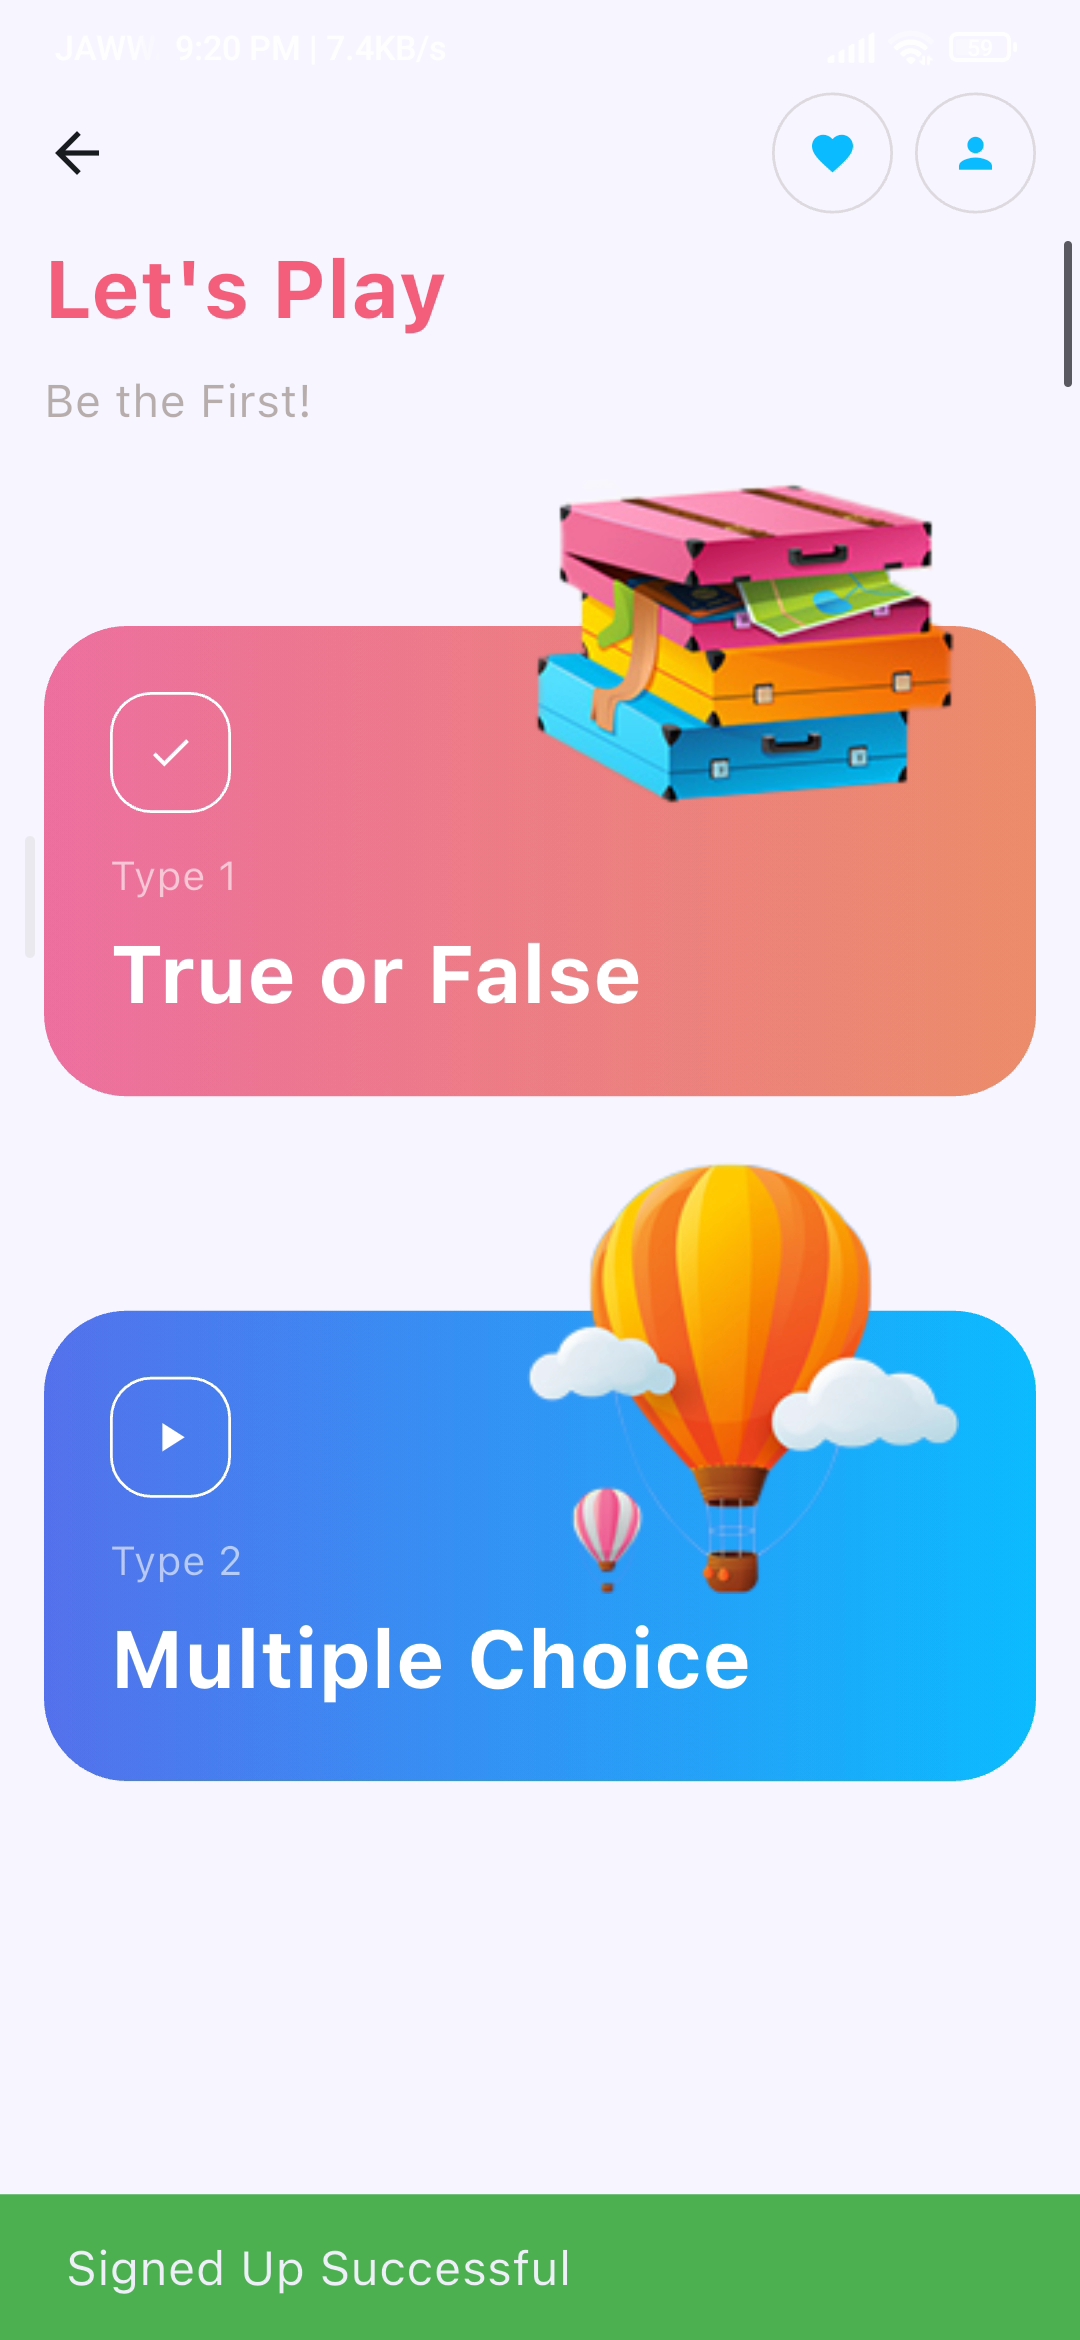 9:20 PM | 7.4KB/s
59
Let's Play
Be the First!
Type 1
True or False
Type 2
Multiple Choice
Signed Up Successful